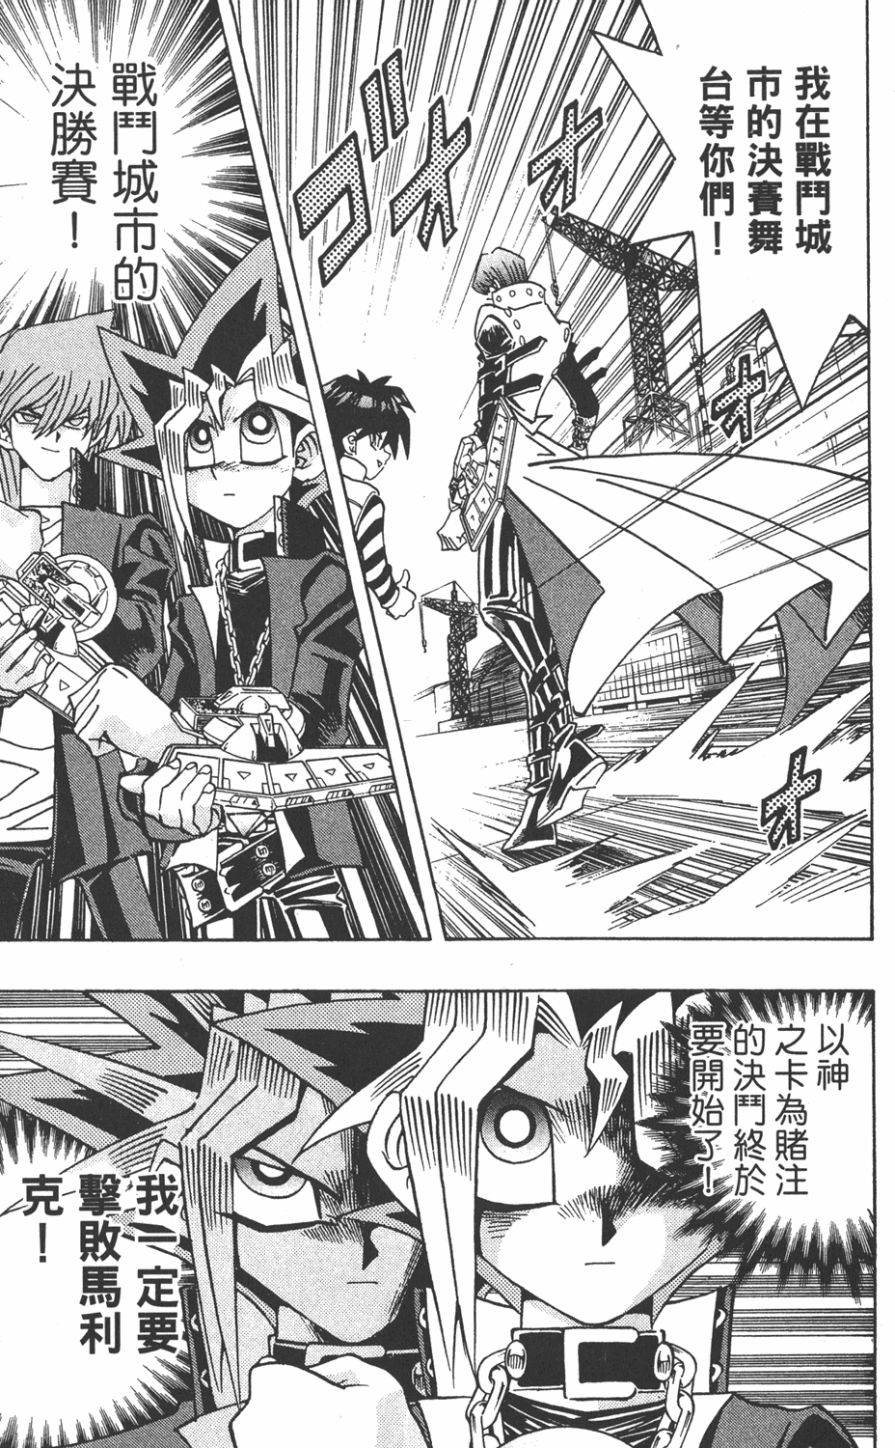 我在戰鬥城
市的決賽舞
台等你們！
ゴオオオオ
戰鬥城市的
決勝賽！
以神
之卡為賭注
的決鬥終於
要開始了！
我一定要
擊敗馬利
克！